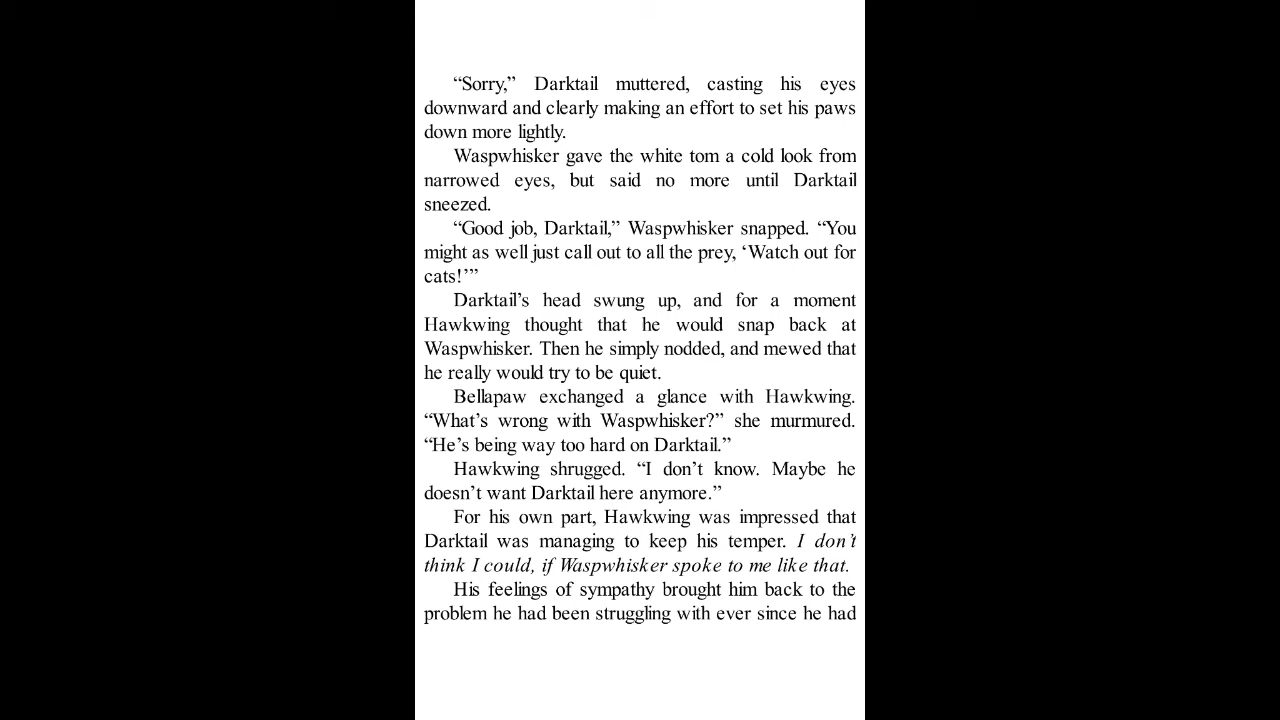 “Sorry,” Darktail muttered, casting his eyes
downward and clearly making an effort to set his paws
down more lightly.
Waspwhisker gave the white tom a cold look from
narrowed eyes, but said no more until Darktail
sneezed.
“Good job, Darktail,” Waspwhisker snapped. “You
might as well just call out to all the prey, ‘Watch out for
cats!’”
Darktail’s head swung up, and for a moment
Hawkwing thought that he would snap back at
Waspwhisker. Then he simply nodded, and mewed that
he really would try to be quiet.
Bellapaw exchanged a glance with Hawkwing.
“What’s wrong with Waspwhisker?” she murmured.
“He’s being way too hard on Darktail.”
Hawkwing shrugged. “I don’t know. Maybe he
doesn’t want Darktail here anymore.”
For his own part, Hawkwing was impressed that
Darktail was managing to keep his temper. I don’t
think I could, if Waspwhisker spoke to me like that.
His feelings of sympathy brought him back to the
problem he had been struggling with ever since he had